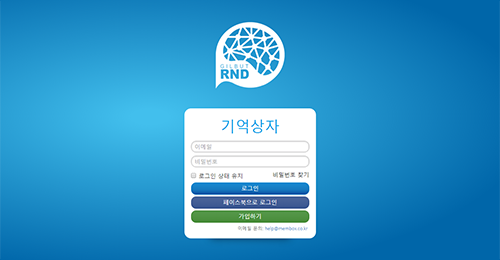 GILBUT
RND
기억상자
이메일
비밀번호
로그인 상태 유지 비밀번호 찾기
로그인
페이스북으로 로그인
가입하기
이메일 문의: help@membox.co.kr